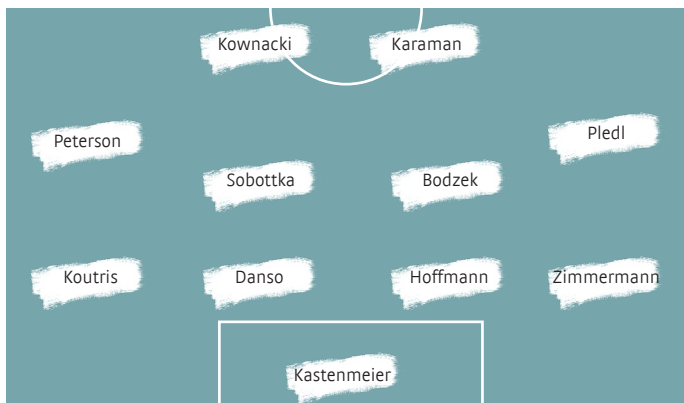 Kownacki
Karaman
Peterson
Pledl
Sobottka
Bodzek
Koutris
Danso
Hoffmann
Zimmermann
Kastenmeier